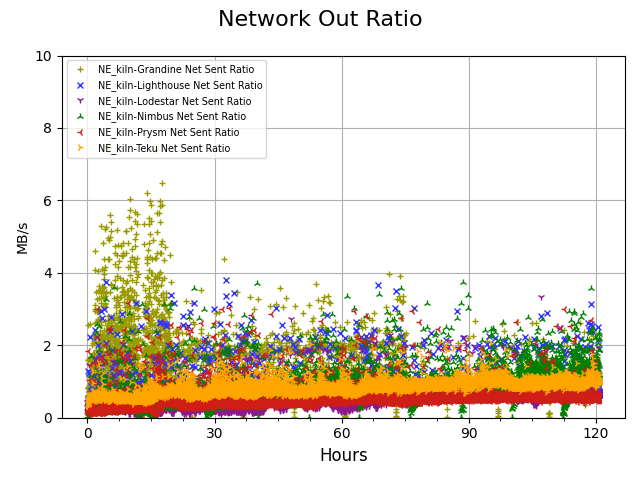 Network Out Ratio
10
8
6
4
2
0
MB/s
NE_kiln-Grandine Net Sent Ratio
NE_kiln-Lighthouse Net Sent Ratio
NE_kiln-Lodestar Net Sent Ratio
NE_kiln-Nimbus Net Sent Ratio
NE_kiln-Prysm Net Sent Ratio
NE_kiln-Teku Net Sent Ratio
0 30 60 90 120
Hours